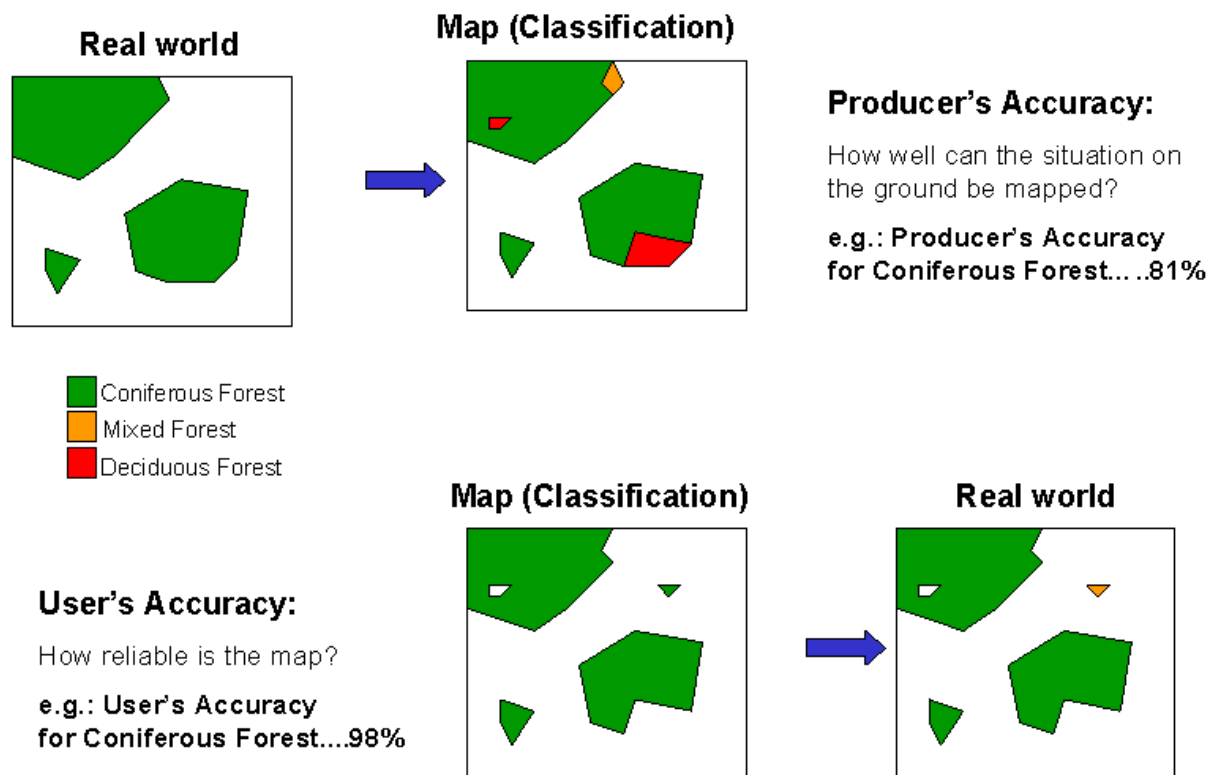 Real world
Map (Classification)
Producer's Accuracy:
How well can the situation on
the ground be mapped?
e.g.: Producer's Accuracy
for Coniferous Forest... ..81%
Coniferous Forest
Mixed Forest
Deciduous Forest
Map (Classification)
Real world
User's Accuracy:
How reliable is the map?
e.g.: User's Accuracy
for Coniferous Forest....98%